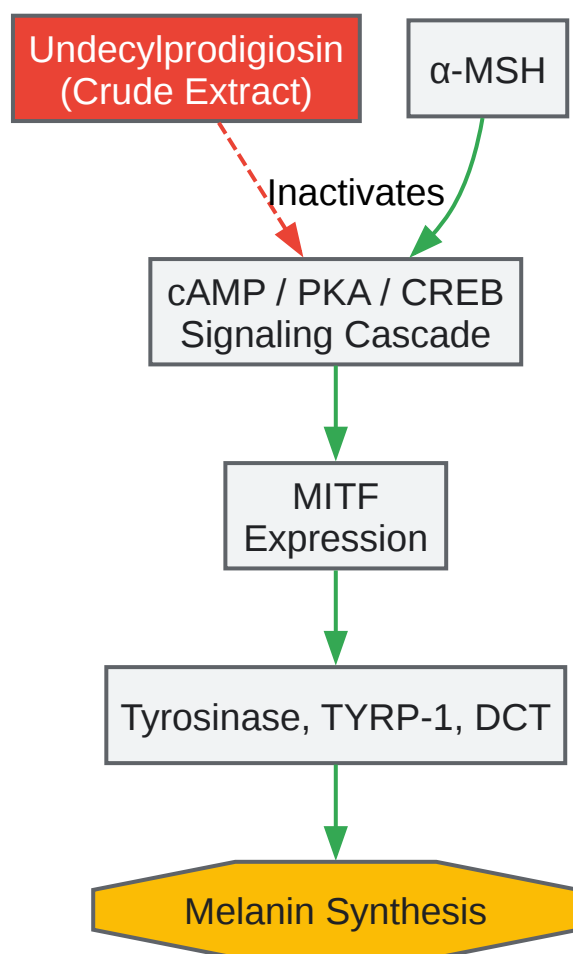 Undecylprodigiosin
(Crude Extract)
α-MSH
Inactivates
cAMP / PKA / CREB
Signaling Cascade
MITF
Expression
Tyrosinase, TYRP-1, DCT
Melanin Synthesis